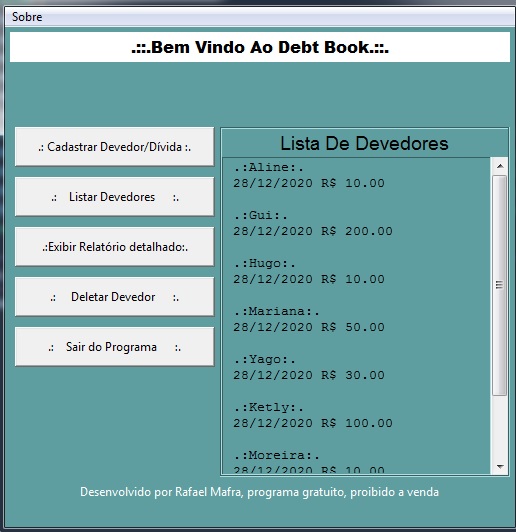 Sobre
.::.Bem Vindo Ao Debt Book.::.
.: Cadastrar Devedor/Dívida :.
.: Listar Devedores :.
.:Exibir Relatório detalhado:.
.: Deletar Devedor :.
.: Sair do Programa :.
Lista De Devedores
.:Aline:.
28/12/2020 R$ 10.00
.:Gui:.
28/12/2020 R$ 200.00
.:Hugo:.
28/12/2020 R$ 10.00
.:Mariana:.
28/12/2020 R$ 50.00
.:Yago:.
28/12/2020 R$ 30.00
.:Ketly:.
28/12/2020 R$ 100.00
.:Moreira:.
28/12/2020 R$ 10.00
Desenvolvido por Rafael Mafra, programa gratuito, proibido a venda